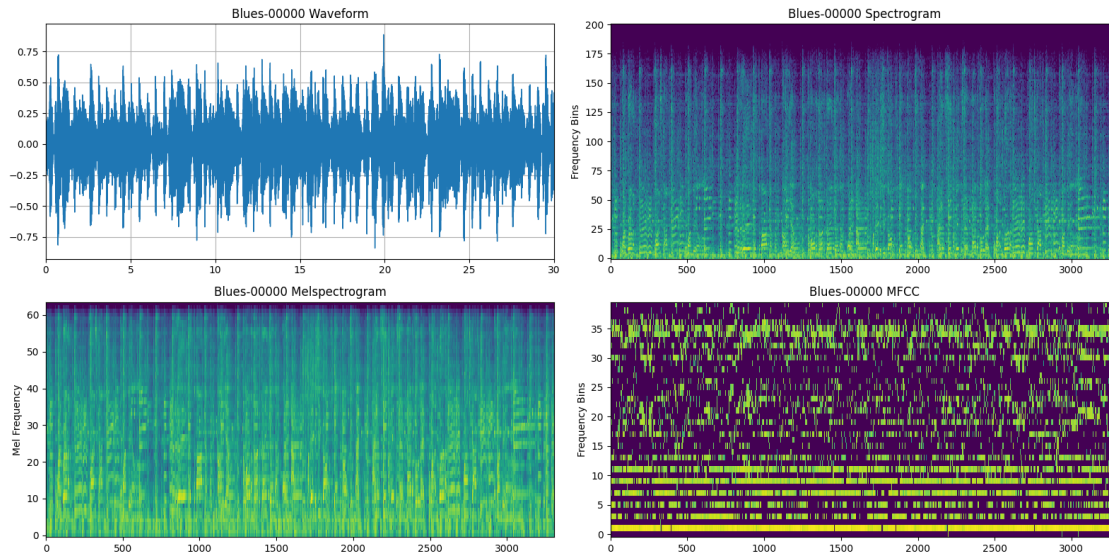 Blues-00000 Waveform
0.75
0.50
0.25
0.00
−0.25
−0.50
−0.75
0 5 10 15 20 25 30
Blues-00000 Spectrogram
Frequency Bins
200
175
150
125
100
75
50
25
0
0 500 1000 1500 2000 2500 3000
Blues-00000 Melspectrogram
Mel Frequency
60
50
40
30
20
10
0
0 500 1000 1500 2000 2500 3000
Blues-00000 MFCC
Frequency Bins
35
30
25
20
15
10
5
0
0 500 1000 1500 2000 2500 3000